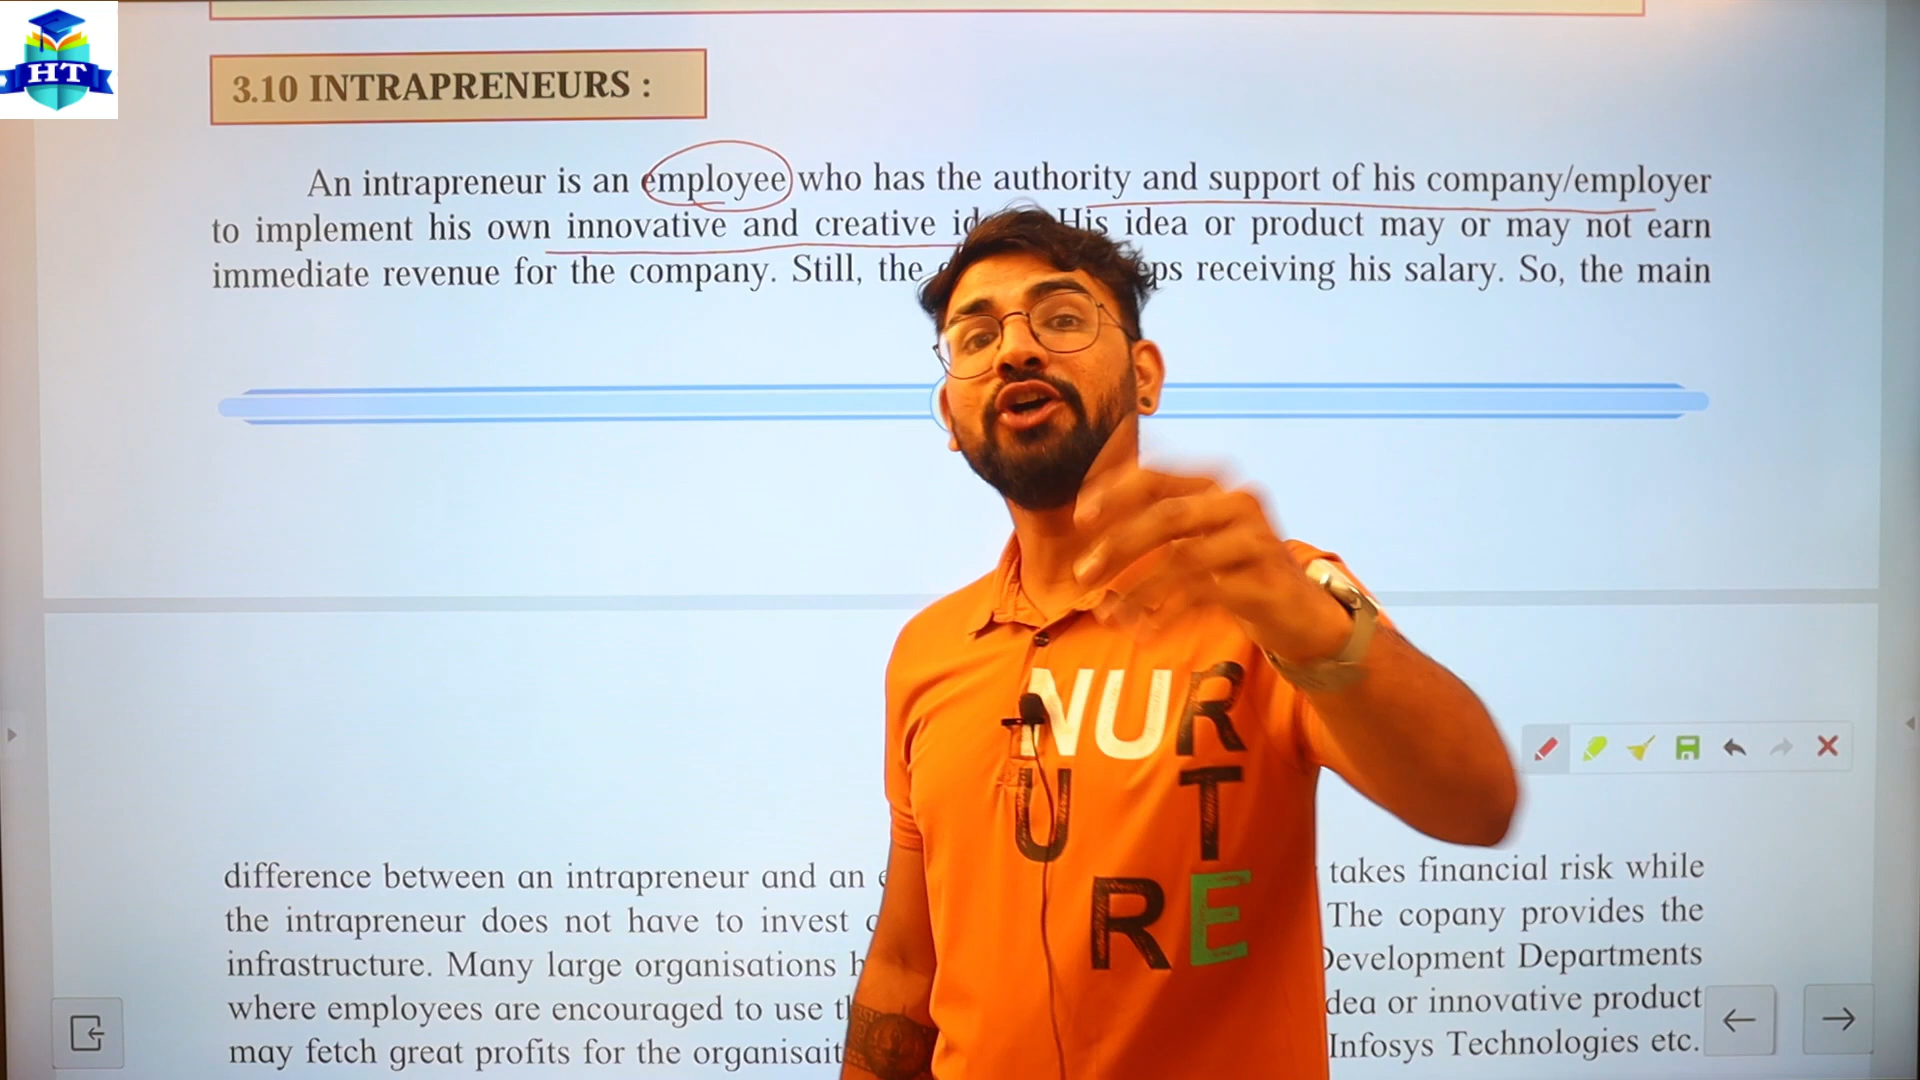 HT
3.10 INTRAPRENEURS :
An intrapreneur is an employee who has the authority and support of his company/employer
to implement his own innovative and creative His idea or product may or may not earn
immediate revenue for the company. Still, the receiving his salary. So, the main
difference between an intrapreneur and an takes financial risk while
the intrapreneur does not have to invest The copany provides the
infrastructure. Many large organisations Development Departments
where employees are encouraged to use or innovative product
may fetch great profits for the Infosys Technologies etc.
NUR
U T
RE